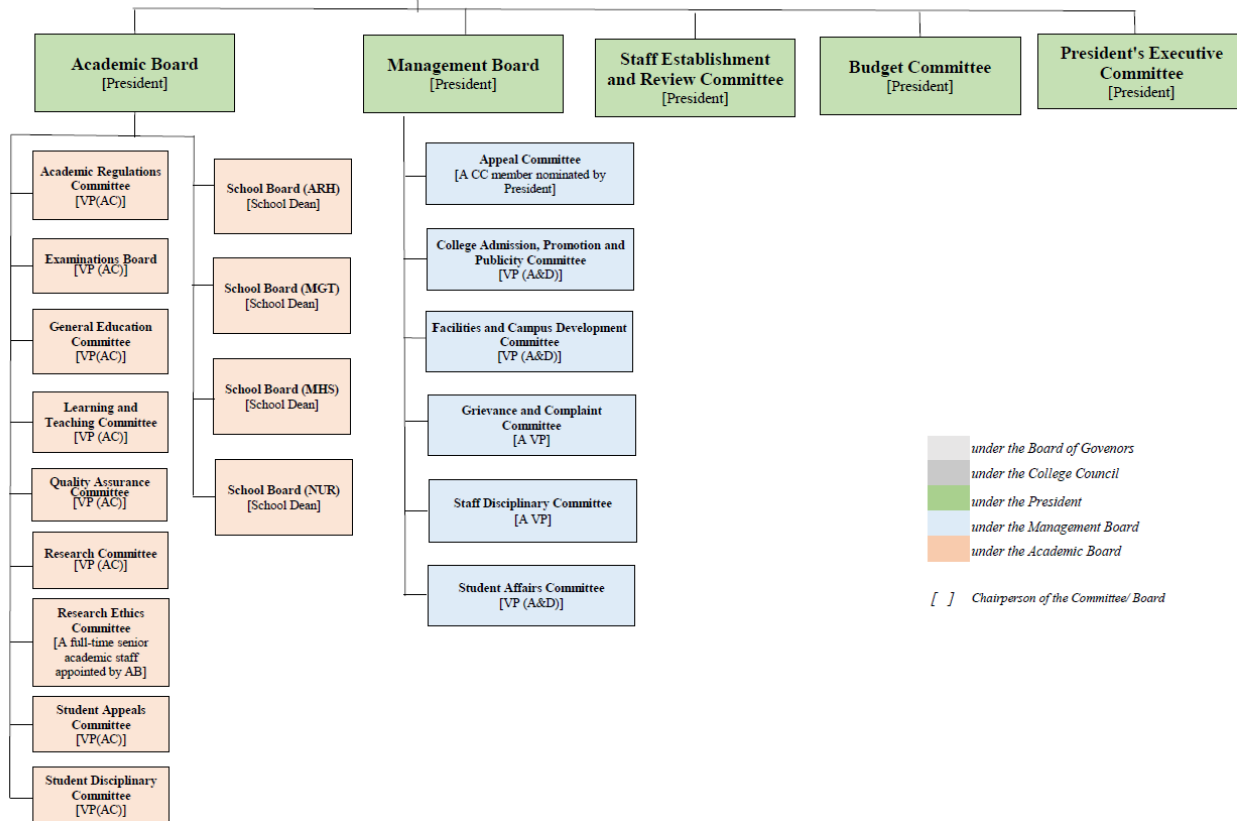 Academic Board
[President]
Management Board
[President]
Staff Establishment
and Review Committee
[President]
Budget Committee
[President]
President's Executive
Committee
[President]
Academic Regulations
Committee
[VP(AC)]
Examinations Board
[VP (AC)]
General Education
Committee
[VP(AC)]
Learning and
Teaching Committee
[VP (AC)]
Quality Assurance
Committee
[VP (AC)]
Research Committee
[VP (AC)]
Research Ethics
Committee
[A full-time senior
academic staff
appointed by AB]
Student Appeals
Committee
[VP(AC)]
Student Disciplinary
Committee
[VP(AC)]
School Board (ARH)
[School Dean]
School Board (MGT)
[School Dean]
School Board (MHS)
[School Dean]
School Board (NUR)
[School Dean]
Appeal Committee
[A CC member nominated by
President]
College Admission, Promotion and
Publicity Committee
[VP (A&D)]
Facilities and Campus Development
Committee
[VP (A&D)]
Grievance and Complaint
Committee
[A VP]
Staff Disciplinary Committee
[A VP]
Student Affairs Committee
[VP (A&D)]
under the Board of Govenors
under the College Council
under the President
under the Management Board
under the Academic Board
[ ] Chairperson of the Committee/ Board